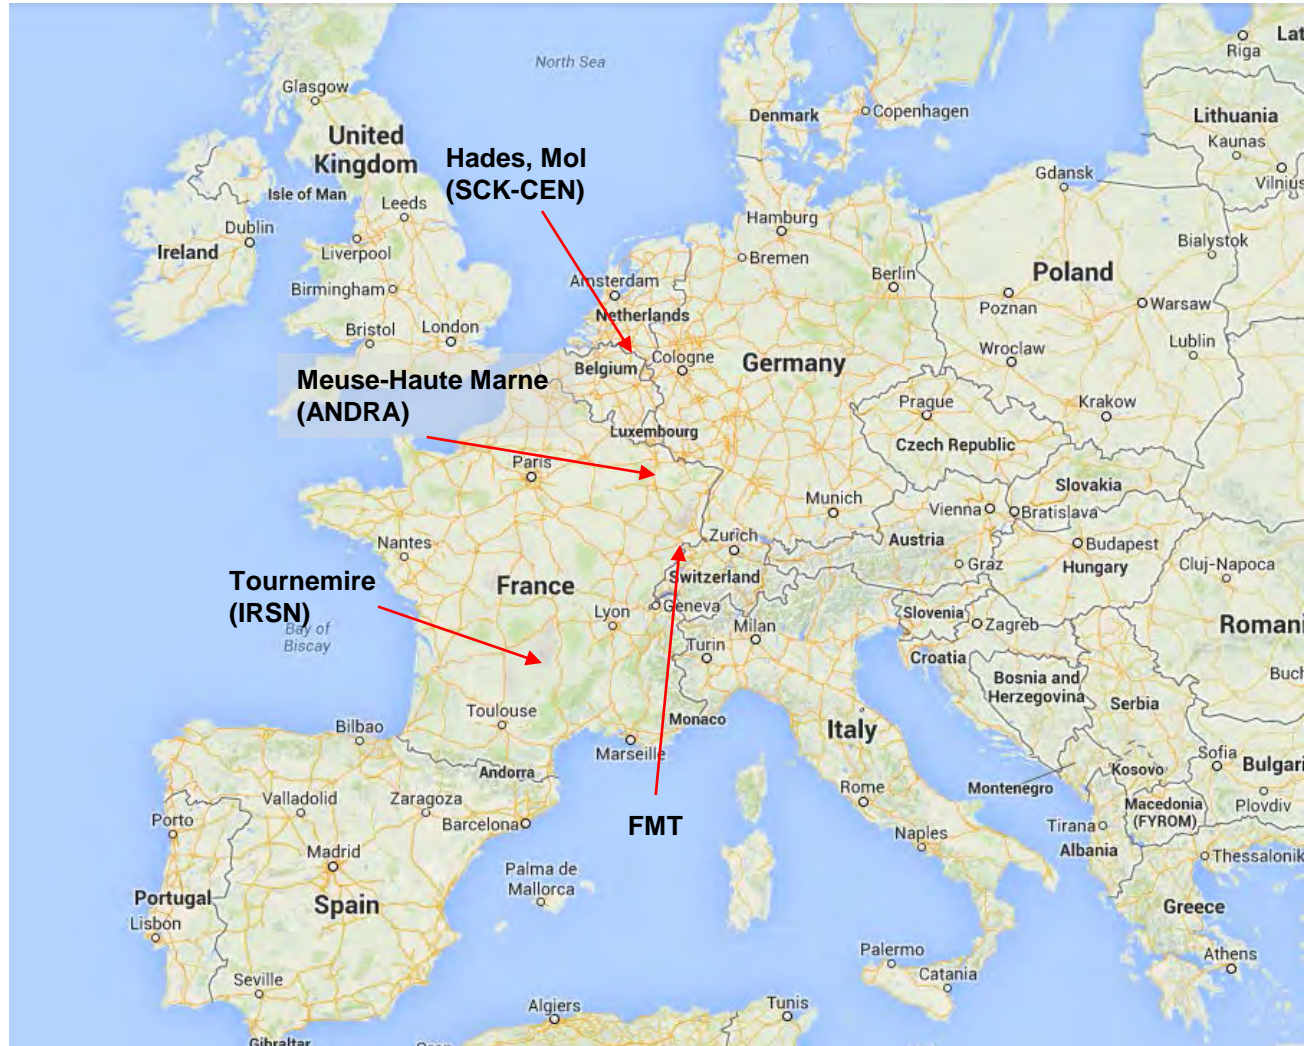 North Sea
Riga
Lat
Glasgow
Denmark
Copenhagen
Lithuania
Kaunas
Vilnius
United
Kingdom
Hades, Mol
(SCK-CEN)
Isle of Man
Leeds
Gdansk
Hamburg
Dublin
Ireland
Liverpool
Bremen
Bialystok
Birmingham
Amsterdam
Netherlands
Berlin
Poland
Poznan
Warsaw
Bristol
London
Lublin
Wroclaw
Belgium
Cologne
Germany
Meuse-Haute Marne
(ANDRA)
Prague
Krakow
Luxembourg
Czech Republic
Paris
Slovakia
Munich
Vienna
Bratislava
Nantes
Zurich
Austria
Budapest
Hungary
Graz
Cluj-Napoca
Switzerland
France
Tournemire
(IRSN)
Bay of
Biscay
Lyon
Geneva
Milan
Turin
Slovenia
Zagreb
Croatia
Romani
Bosnia and
Herzegovina
Buch
Serbia
Toulouse
Bilbao
Monaco
Marseille
Italy
Andorra
Sofia
Bulgari
Kosovo
Montenegro
Plovdiv
Macedonia
(FYROM)
Valladolid
Zaragoza
Porto
Barcelona
Rome
FMT
Naples
Tirana
Albania
Thessalonik
Madrid
Palma de
Mallorca
Portugal
Spain
Lisbon
Greece
Palermo
Catania
Athens
Seville
Algiers
Tunis
Gibraltar